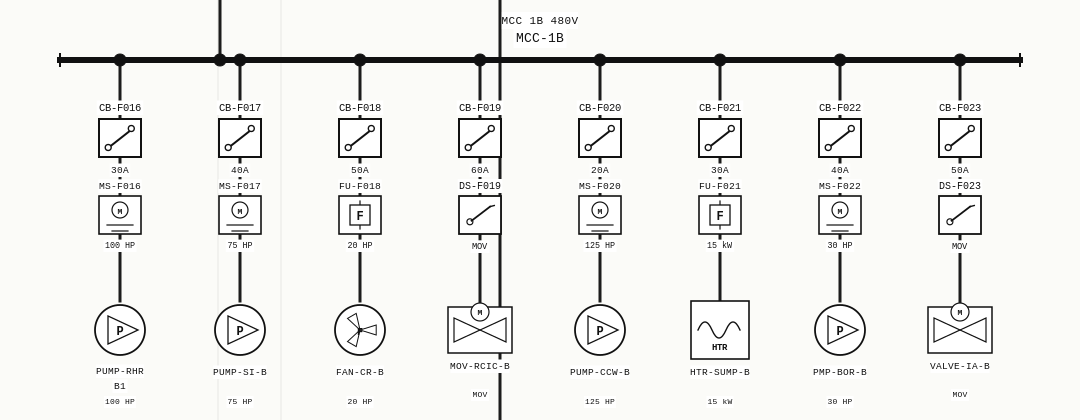 MCC 1B 480V
MCC-1B
CB-F016 CB-F017 CB-F018 CB-F019 CB-F020 CB-F021 CB-F022 CB-F023
30A 40A 50A 60A 20A 30A 40A 50A
MS-F016 MS-F017 FU-F018 DS-F019 MS-F020 FU-F021 MS-F022 DS-F023
M M F M F M
100 HP 75 HP 20 HP MOV 125 HP 15 kW 30 HP MOV
M M
P P P P
HTR
PUMP-RHR PUMP-SI-B FAN-CR-B MOV-RCIC-B PUMP-CCW-B HTR-SUMP-B PMP-BOR-B VALVE-IA-B
B1
100 HP 75 HP 20 HP MOV 125 HP 15 kW 30 HP MOV